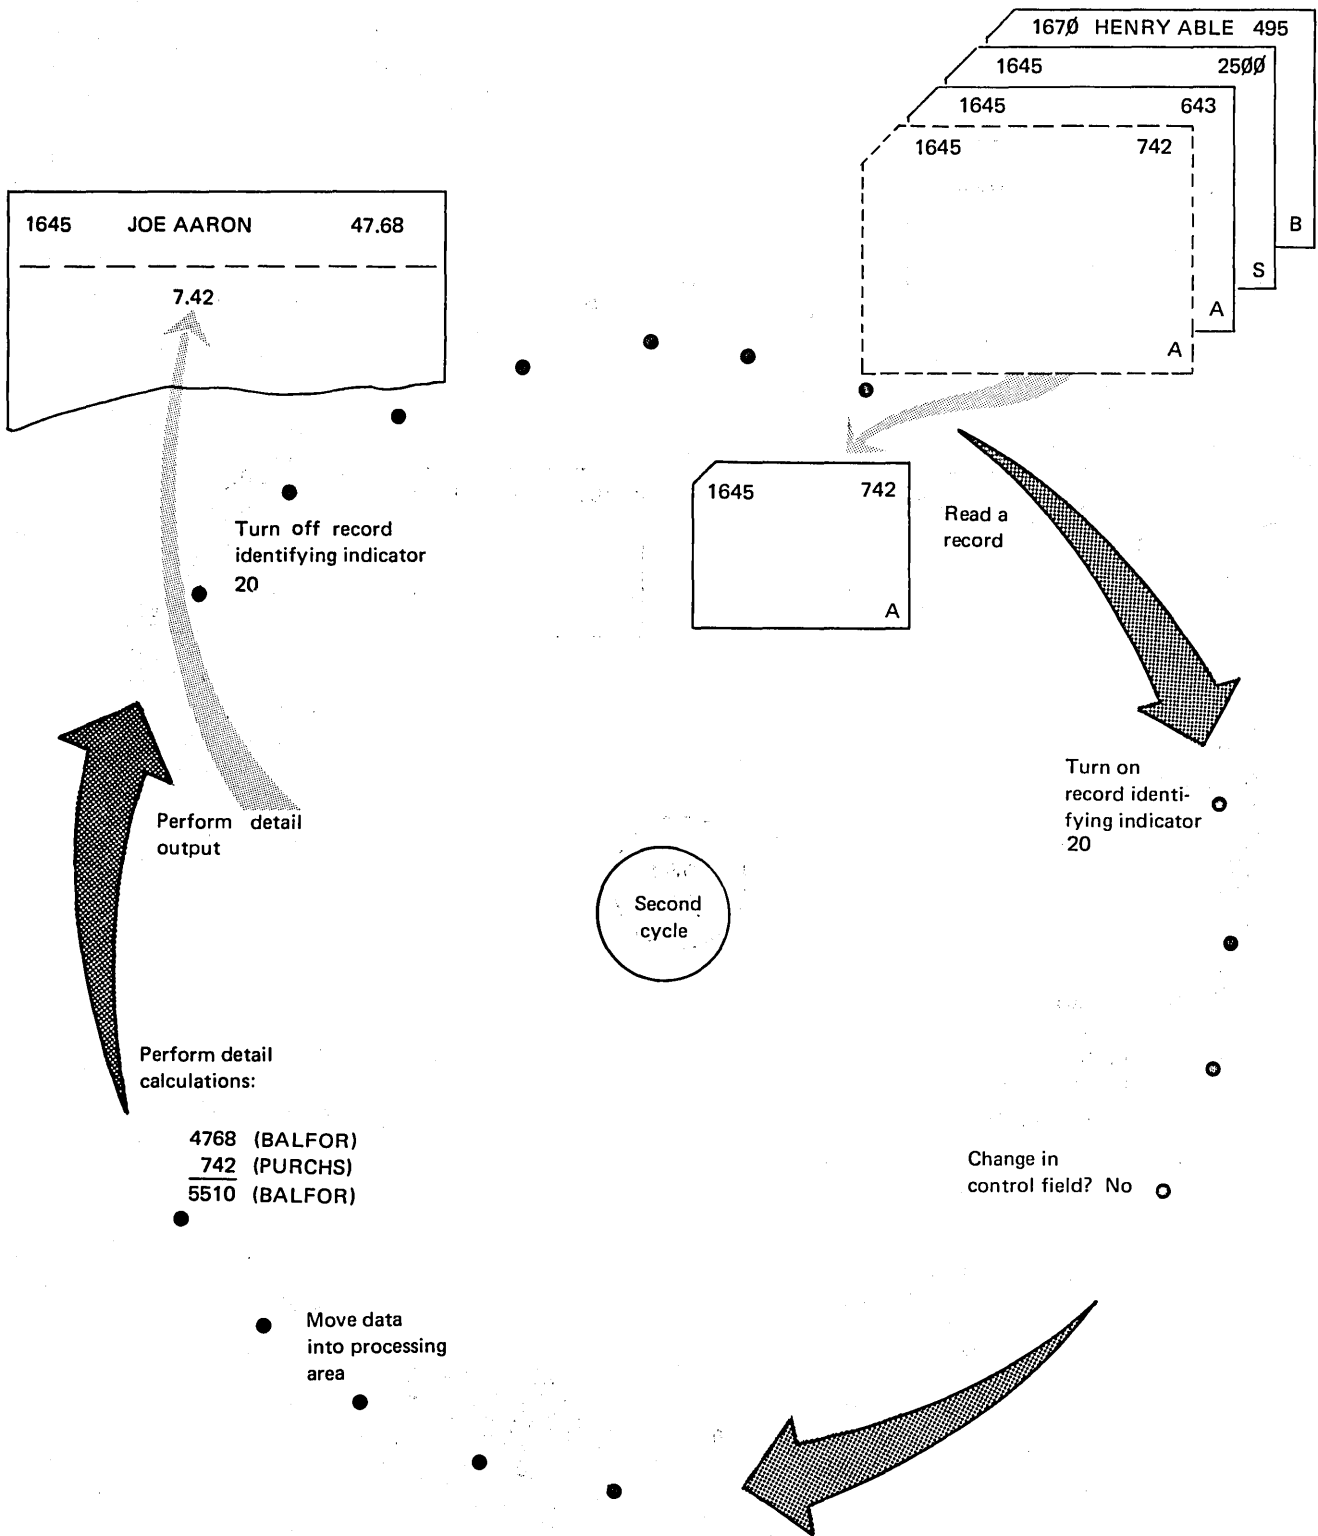 167Ø HENRY ABLE 495
1645 25ØØ
1645 643
1645 742
B
S
A
A
1645 JOE AARON 47.68
7.42
1645 742
A
Read a
record
Turn off record
identifying indicator
20
Turn on
record identi-
fying indicator
20
Perform detail
output
Second
cycle
Perform detail
calculations:
4768 (BALFOR)
742 (PURCHS)
5510 (BALFOR)
Change in
control field? No
Move data
into processing
area